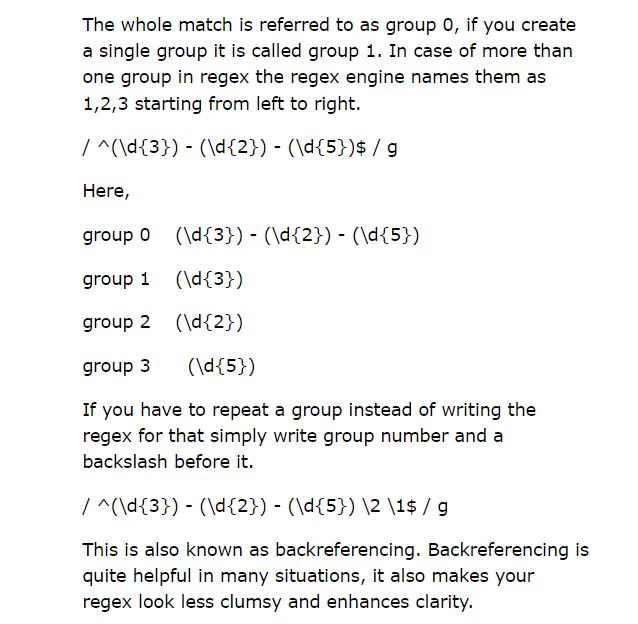 The whole match is referred to as group 0, if you create
a single group it is called group 1. In case of more than
one group in regex the regex engine names them as
1,2,3 starting from left to right.
/ ^(\d{3}) - (\d{2}) - (\d{5})$ / g
Here,
group 0 (\d{3}) - (\d{2}) - (\d{5})
group 1 (\d{3})
group 2 (\d{2})
group 3 (\d{5})
If you have to repeat a group instead of writing the
regex for that simply write group number and a
backslash before it.
/ ^(\d{3}) - (\d{2}) - (\d{5}) \2 \1$ / g
This is also known as backreferencing. Backreferencing is
quite helpful in many situations, it also makes your
regex look less clumsy and enhances clarity.